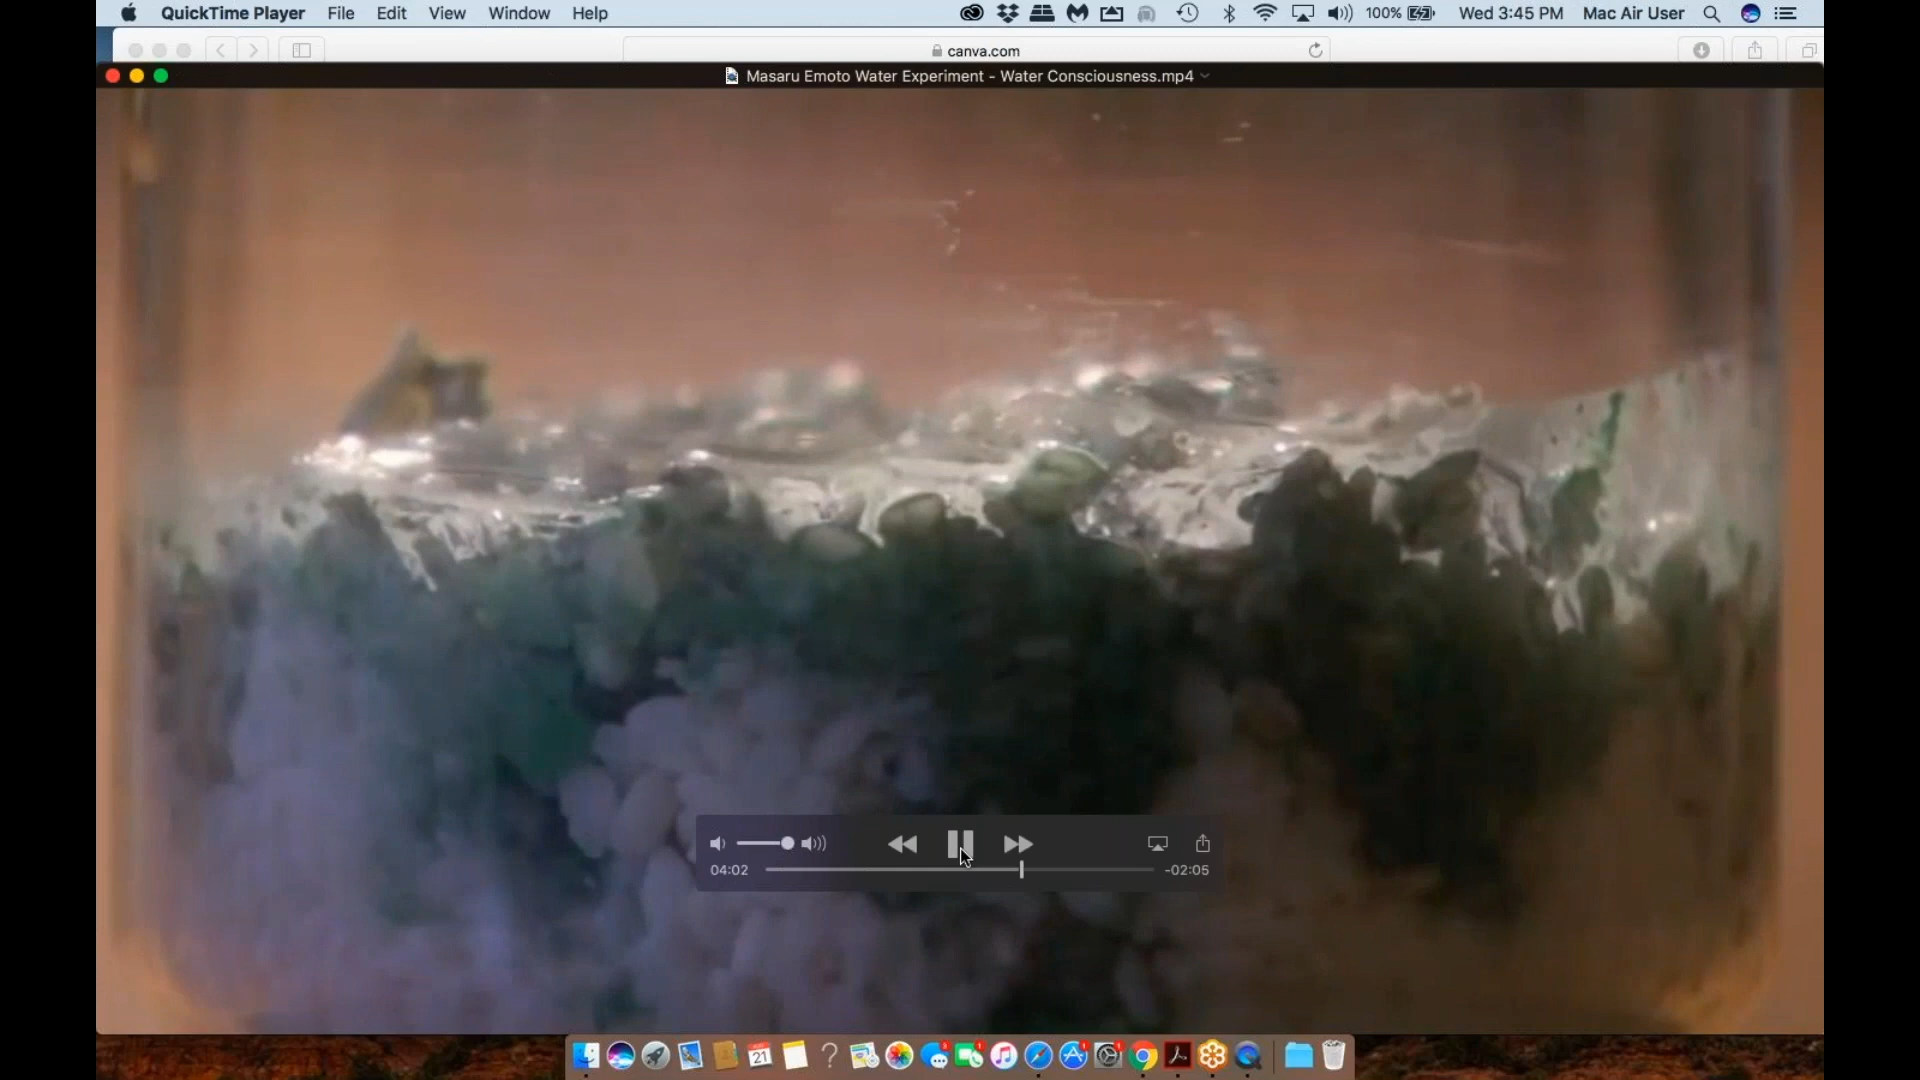 QuickTime Player File Edit View Window Help 100% Wed 3:45 PM Mac Air User
canva.com
Masaru Emoto Water Experiment - Water Consciousness.mp4
04:02 -02:05
21